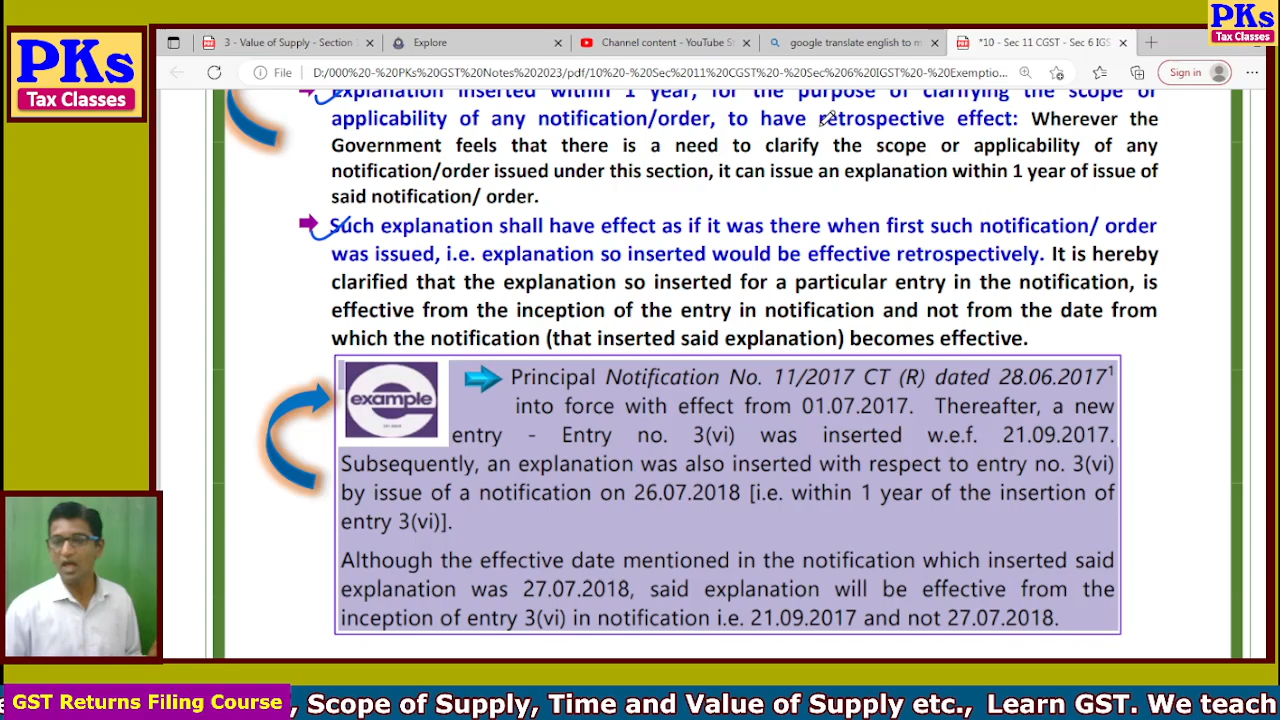 PKs
Tax Classes
PKs
Tax Classes
3 - Value of Supply - Section
Explore
Channel content - YouTube S
google translate english to m
*10 - Sec 11 CGST - Sec 6 IGS
File
D:/000%20-%20PKs%20GST%20Notes%202023/pdf/10%20-%20Sec%2011%20CGST%20-%20Sec%206%20IGST%20-%20Exemptio...
Sign in
explanation inserted within 1 year, for the purpose of clarifying the scope or
applicability of any notification/order, to have retrospective effect: Wherever the
Government feels that there is a need to clarify the scope or applicability of any
notification/order issued under this section, it can issue an explanation within 1 year of issue of
said notification/ order.
Such explanation shall have effect as if it was there when first such notification/ order
was issued, i.e. explanation so inserted would be effective retrospectively. It is hereby
clarified that the explanation so inserted for a particular entry in the notification, is
effective from the inception of the entry in notification and not from the date from
which the notification (that inserted said explanation) becomes effective.
example
Principal Notification No. 11/2017 CT (R) dated 28.06.2017¹
into force with effect from 01.07.2017. Thereafter, a new
entry - Entry no. 3(vi) was inserted w.e.f. 21.09.2017.
Subsequently, an explanation was also inserted with respect to entry no. 3(vi)
by issue of a notification on 26.07.2018 [i.e. within 1 year of the insertion of
entry 3(vi)].
Although the effective date mentioned in the notification which inserted said
explanation was 27.07.2018, said explanation will be effective from the
inception of entry 3(vi) in notification i.e. 21.09.2017 and not 27.07.2018.
GST Returns Filing Course
, Scope of Supply, Time and Value of Supply etc., Learn GST. We teach